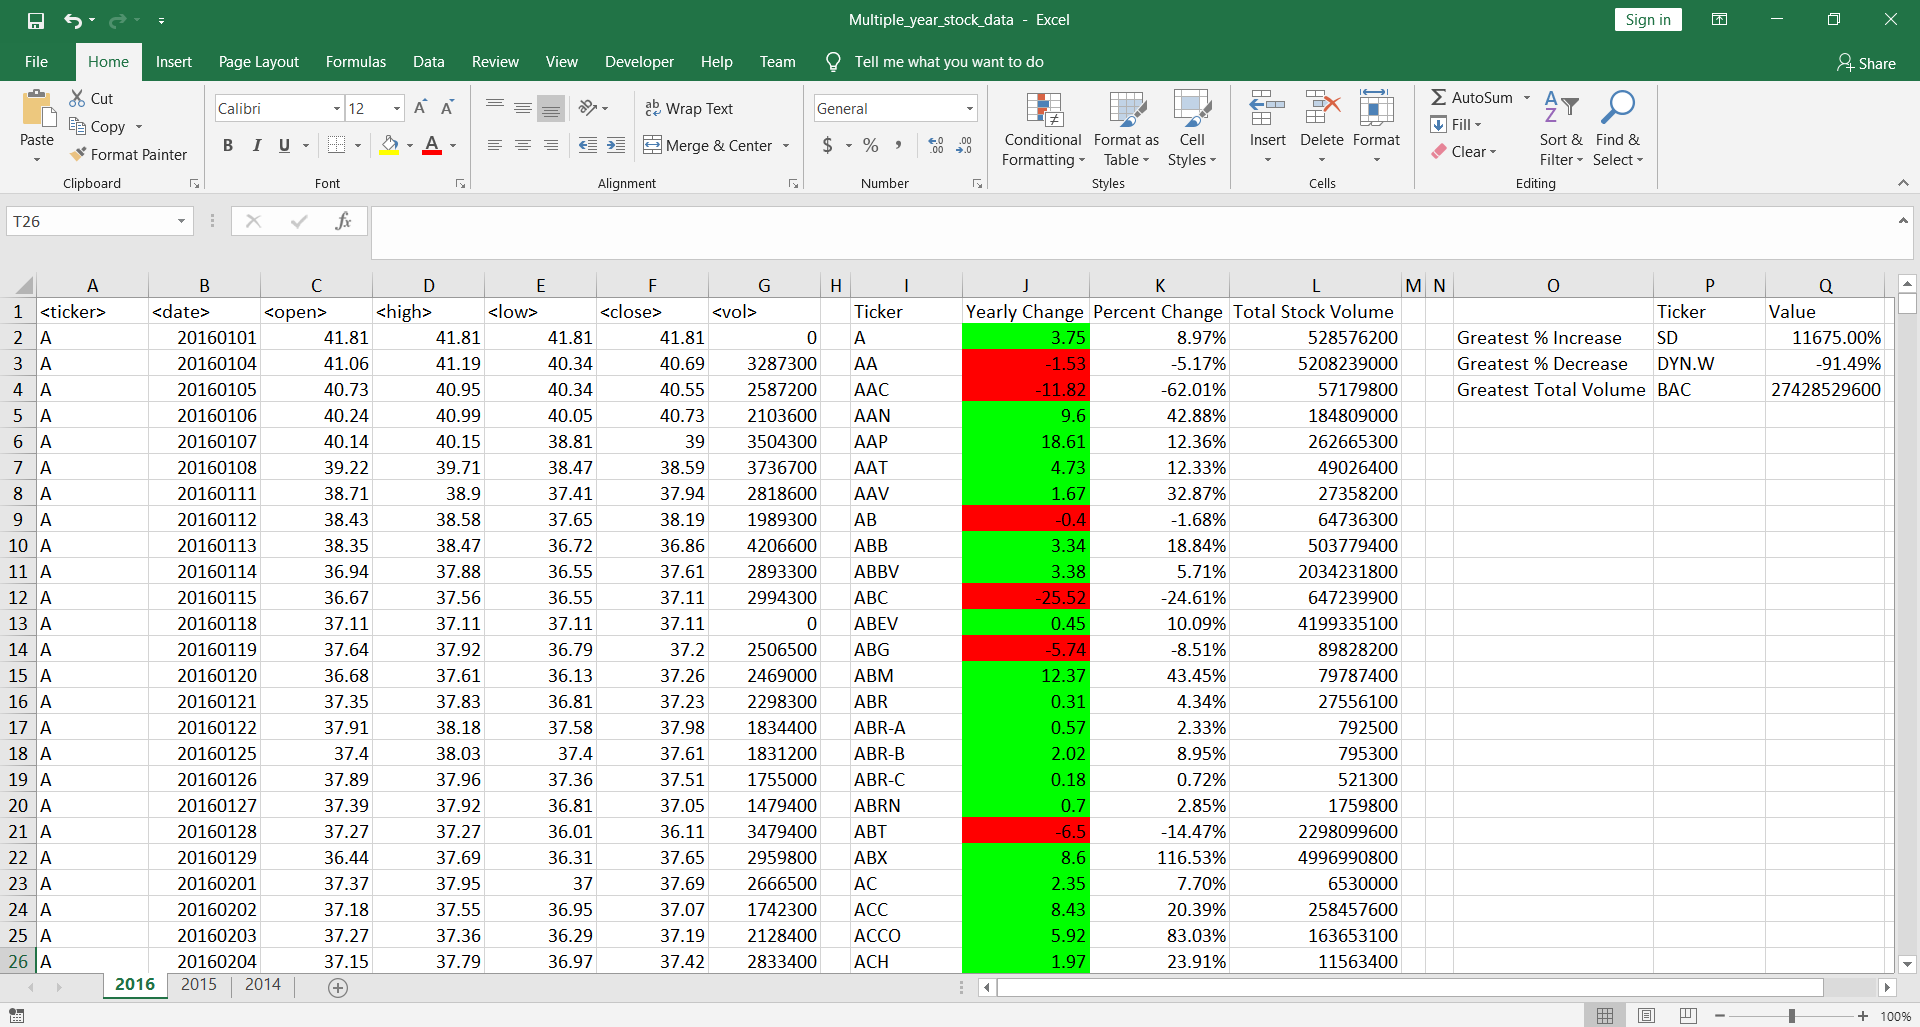 Multiple_year_stock_data - Excel
Sign in
File Home Insert Page Layout Formulas Data Review View Developer Help Team Tell me what you want to do
Share
Paste
Cut
Copy
Format Painter
Clipboard
Calibri 12
B I U
A
Font
ab Wrap Text
Merge & Center
Alignment
General
$ % ,
Number
Conditional Formatting
Format as Table
Cell Styles
Styles
Insert Delete Format
Cells
AutoSum
Fill
Clear
Sort & Filter
Find & Select
Editing
T26
fx
A B C D E F G H I J K L M N O P Q
1 <ticker> <date> <open> <high> <low> <close> <vol> Ticker Yearly Change Percent Change Total Stock Volume Ticker Value
2 A 20160101 41.81 41.81 41.81 41.81 0 A 3.75 8.97% 528576200 Greatest % Increase SD 11675.00%
3 A 20160104 41.06 41.19 40.34 40.69 3287300 AA -1.53 -5.17% 5208239000 Greatest % Decrease DYN.W -91.49%
4 A 20160105 40.73 40.95 40.34 40.55 2587200 AAC -11.82 -62.01% 57179800 Greatest Total Volume BAC 27428529600
5 A 20160106 40.24 40.99 40.05 40.73 2103600 AAN 9.6 42.88% 184809000
6 A 20160107 40.14 40.15 38.81 39 3504300 AAP 18.61 12.36% 262665300
7 A 20160108 39.22 39.71 38.47 38.59 3736700 AAT 4.73 12.33% 49026400
8 A 20160111 38.71 38.9 37.41 37.94 2818600 AAV 1.67 32.87% 27358200
9 A 20160112 38.43 38.58 37.65 38.19 1989300 AB -0.4 -1.68% 64736300
10 A 20160113 38.35 38.47 36.72 36.86 4206600 ABB 3.34 18.84% 503779400
11 A 20160114 36.94 37.88 36.55 37.61 2893300 ABBV 3.38 5.71% 2034231800
12 A 20160115 36.67 37.56 36.55 37.11 2994300 ABC -25.52 -24.61% 647239900
13 A 20160118 37.11 37.11 37.11 37.11 0 ABEV 0.45 10.09% 4199335100
14 A 20160119 37.64 37.92 36.79 37.2 2506500 ABG -5.74 -8.51% 89828200
15 A 20160120 36.68 37.61 36.13 37.26 2469000 ABM 12.37 43.45% 79787400
16 A 20160121 37.35 37.83 36.81 37.23 2298300 ABR 0.31 4.34% 27556100
17 A 20160122 37.91 38.18 37.58 37.98 1834400 ABR-A 0.57 2.33% 792500
18 A 20160125 37.4 38.03 37.4 37.61 1831200 ABR-B 2.02 8.95% 795300
19 A 20160126 37.89 37.96 37.36 37.51 1755000 ABR-C 0.18 0.72% 521300
20 A 20160127 37.39 37.92 36.81 37.05 1479400 ABRN 0.7 2.85% 1759800
21 A 20160128 37.27 37.27 36.01 36.11 3479400 ABT -6.5 -14.47% 2298099600
22 A 20160129 36.44 37.69 36.31 37.65 2959800 ABX 8.6 116.53% 4996990800
23 A 20160201 37.37 37.95 37 37.69 2666500 AC 2.35 7.70% 6530000
24 A 20160202 37.18 37.55 36.95 37.07 1742300 ACC 8.43 20.39% 258457600
25 A 20160203 37.27 37.36 36.29 37.19 2128400 ACCO 5.92 83.03% 163653100
26 A 20160204 37.15 37.79 36.97 37.42 2833400 ACH 1.97 23.91% 11563400
2016 2015 2014
100%